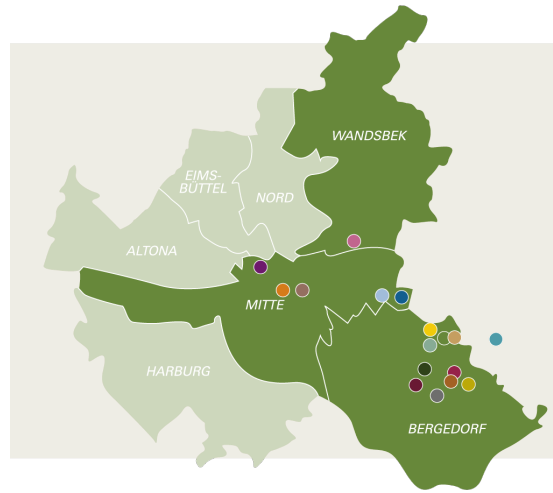 WANDSBEK
EIMS-
BÜTTEL
NORD
ALTONA
MITTE
HARBURG
BERGEDORF